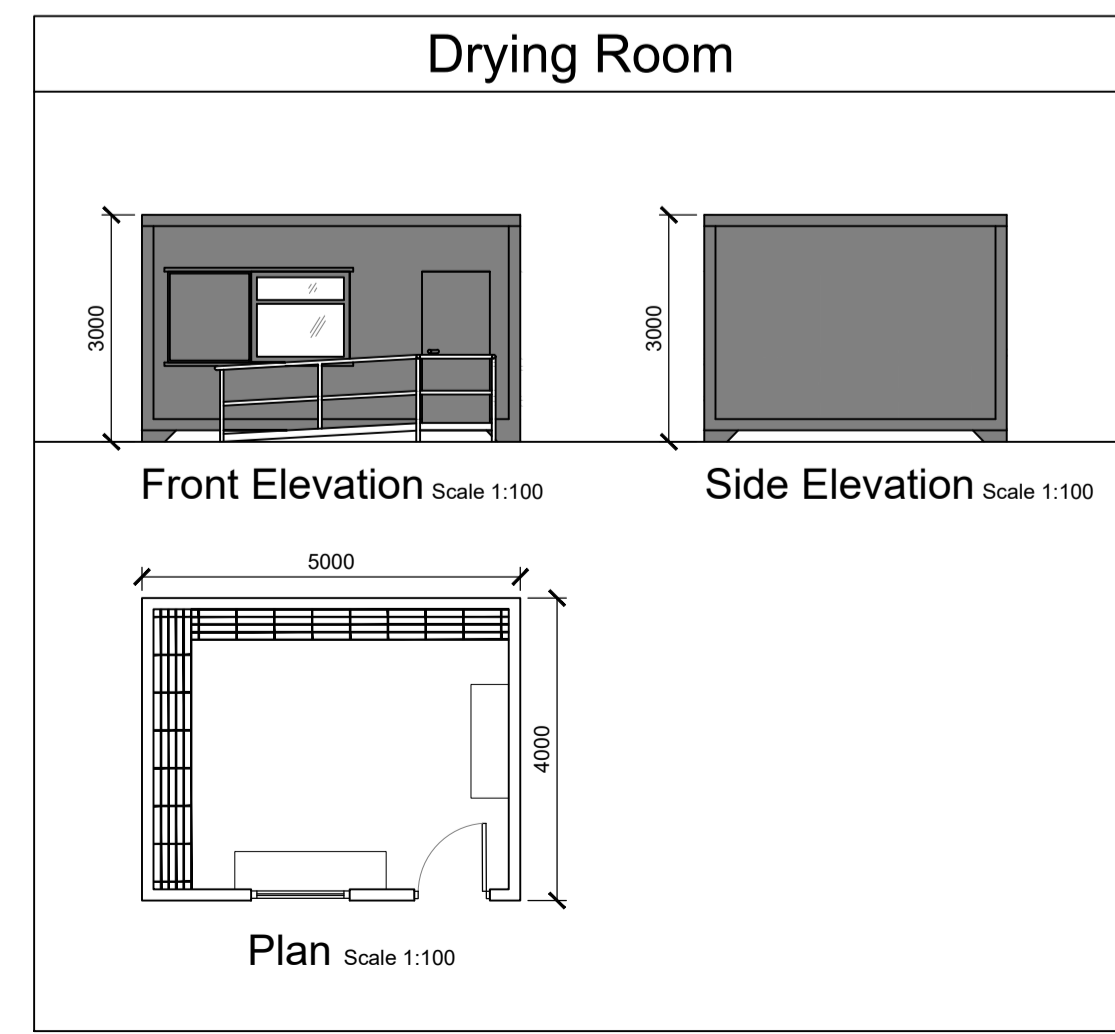 Drying Room
3000
3000
Front Elevation Scale 1:100
Side Elevation Scale 1:100
5000
4000
Plan Scale 1:100